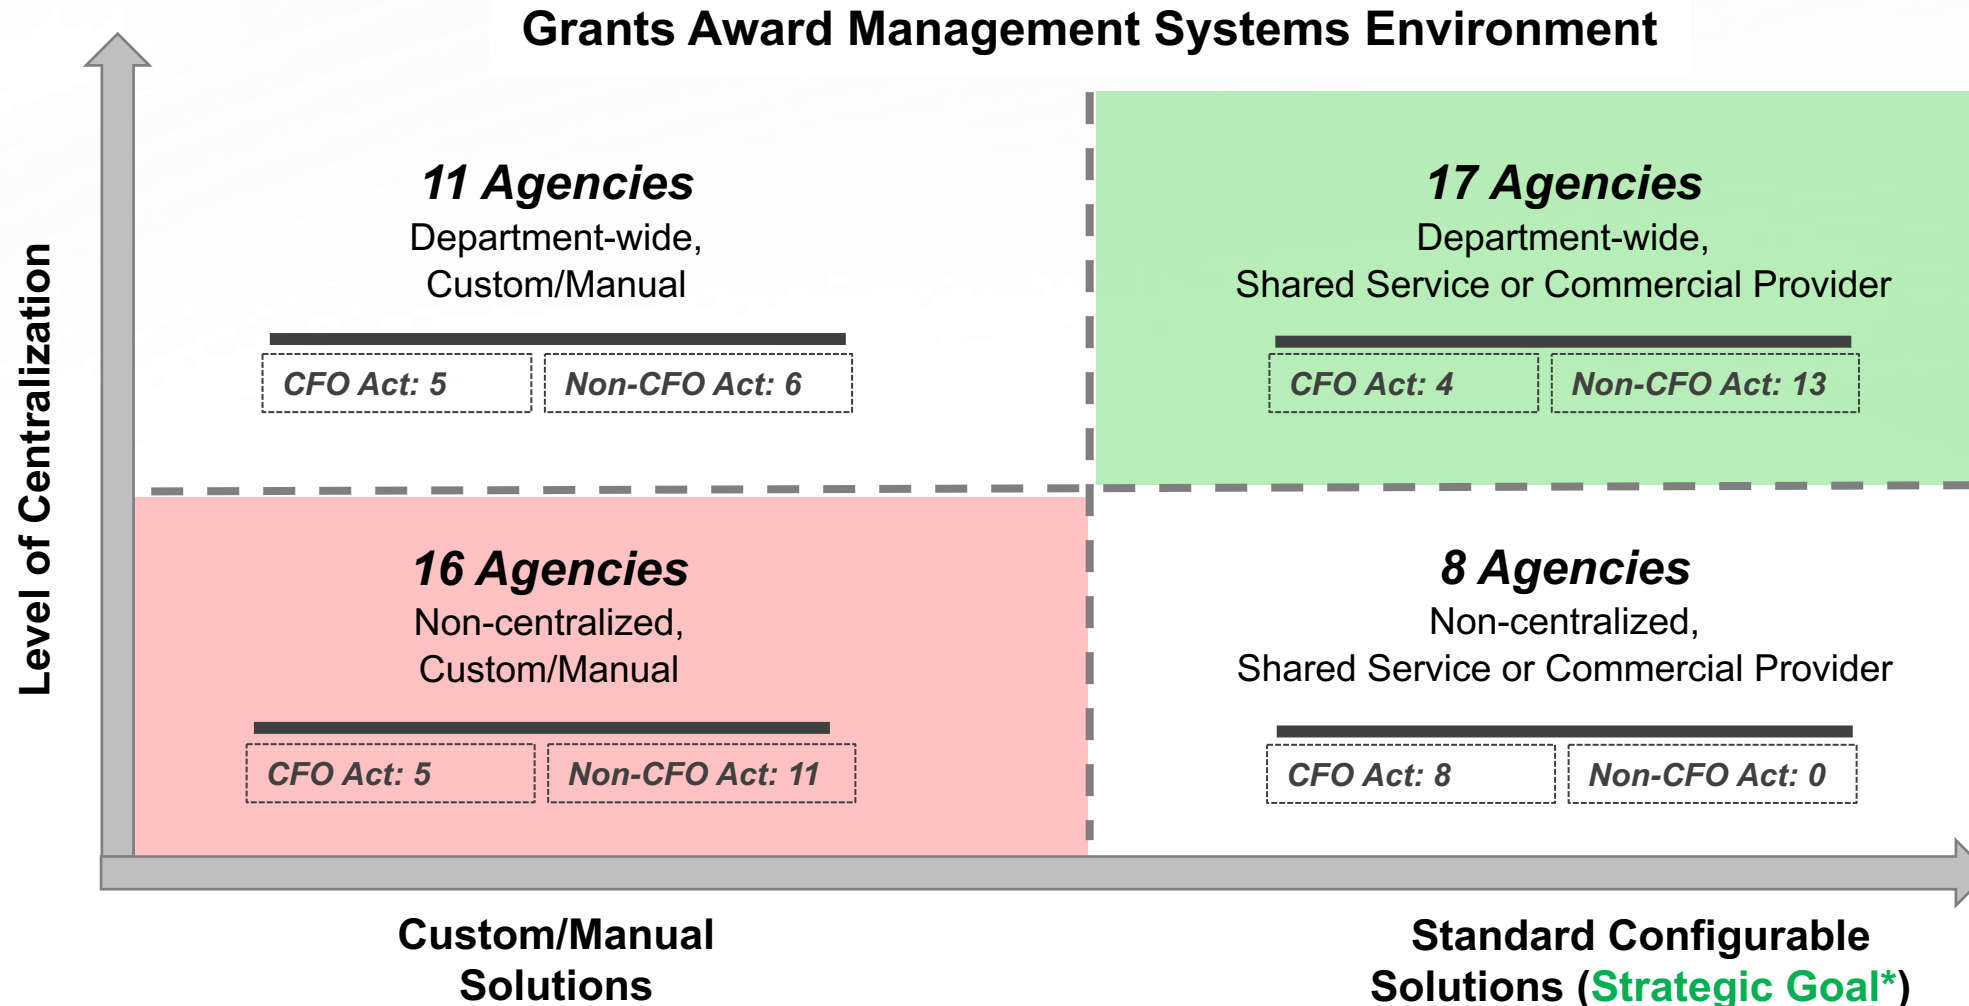 Grants Award Management Systems Environment
Level of Centralization
11 Agencies
Department-wide,
Custom/Manual
CFO Act: 5
Non-CFO Act: 6
17 Agencies
Department-wide,
Shared Service or Commercial Provider
CFO Act: 4
Non-CFO Act: 13
16 Agencies
Non-centralized,
Custom/Manual
CFO Act: 5
Non-CFO Act: 11
8 Agencies
Non-centralized,
Shared Service or Commercial Provider
CFO Act: 8
Non-CFO Act: 0
Custom/Manual
Solutions
Standard Configurable
Solutions (Strategic Goal*)